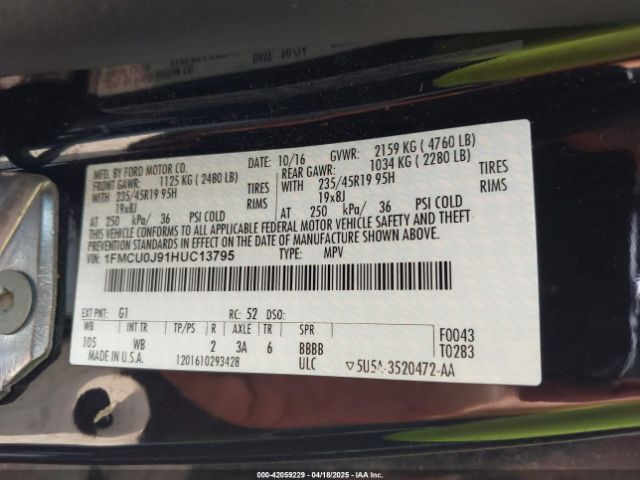 MFD. BY FORD MOTOR CO. DATE: 10/16 GVWR: 2159 KG ( 4760 LB)
FRONT GAWR: 1125 KG ( 2480 LB) REAR GAWR: 1034 KG ( 2280 LB)
WITH 235/45R19 95H TIRES WITH 235/45R19 95H TIRES
19x8J RIMS 19x8J RIMS
AT 250 kPa/ 36 PSI COLD AT 250 kPa/ 36 PSI COLD
THIS VEHICLE CONFORMS TO ALL APPLICABLE FEDERAL MOTOR VEHICLE SAFETY AND THEFT
PREVENTION STANDARDS IN EFFECT ON THE DATE OF MANUFACTURE SHOWN ABOVE.
VIN: 1FMCU0J91HUC13795 TYPE: MPV
EXT PNT: G1 RC: 52 DSO:
WB INT TR TP/PS R AXLE TR SPR F0043
105 WB 2 3A 6 BBBB T0283
MADE IN U.S.A. 1201610293428 ULC ▽5U5A-3520472-AA
000-42059229 - 04/18/2025 - IAA Inc.